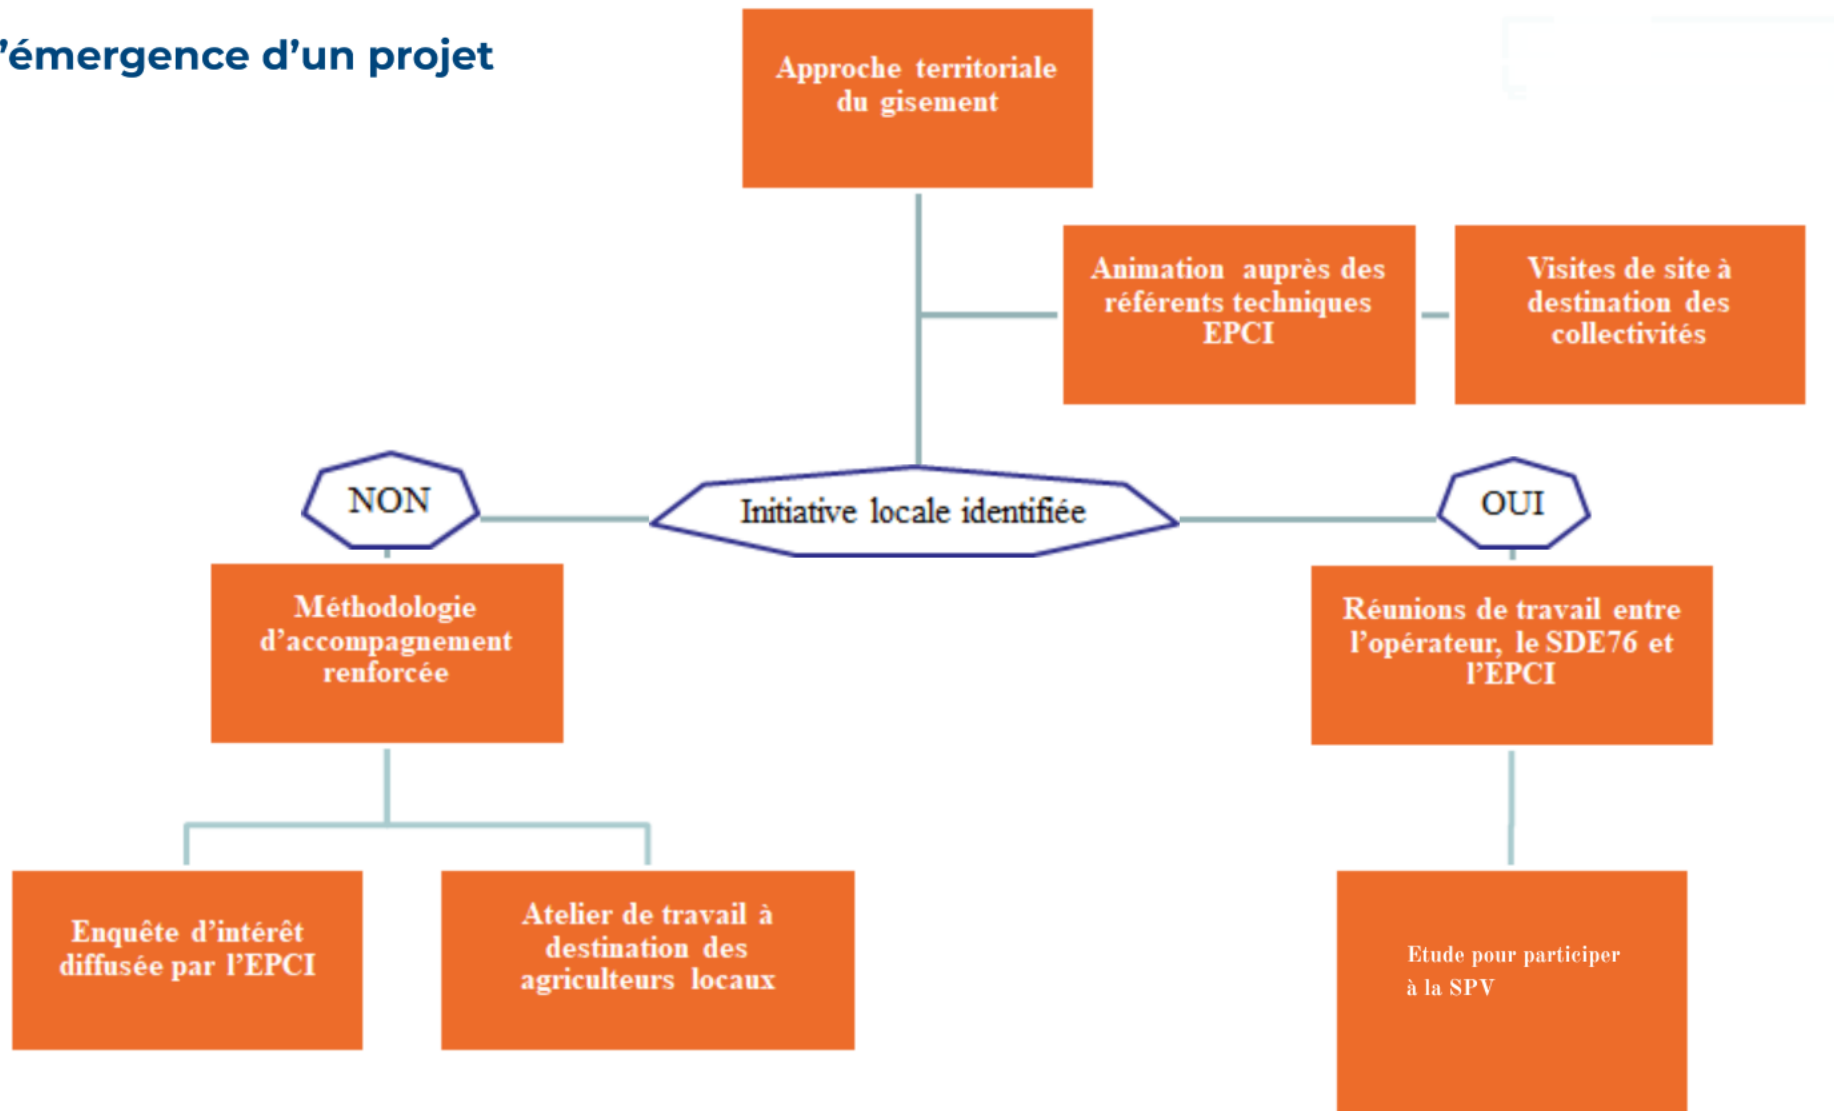 'émergence d'un projet
Approche territoriale
du gisement
Animation auprès des
référents techniques
EPCI
Visites de site à
destination des
collectivités
NON
Initiative locale identifiée
OUI
Méthodologie
d'accompagnement
renforcée
Réunions de travail entre
l'opérateur, le SDE76 et
l'EPCI
Enquête d'intérêt
diffusée par l'EPCI
Atelier de travail à
destination des
agriculteurs locaux
Etude pour participer
à la SPV